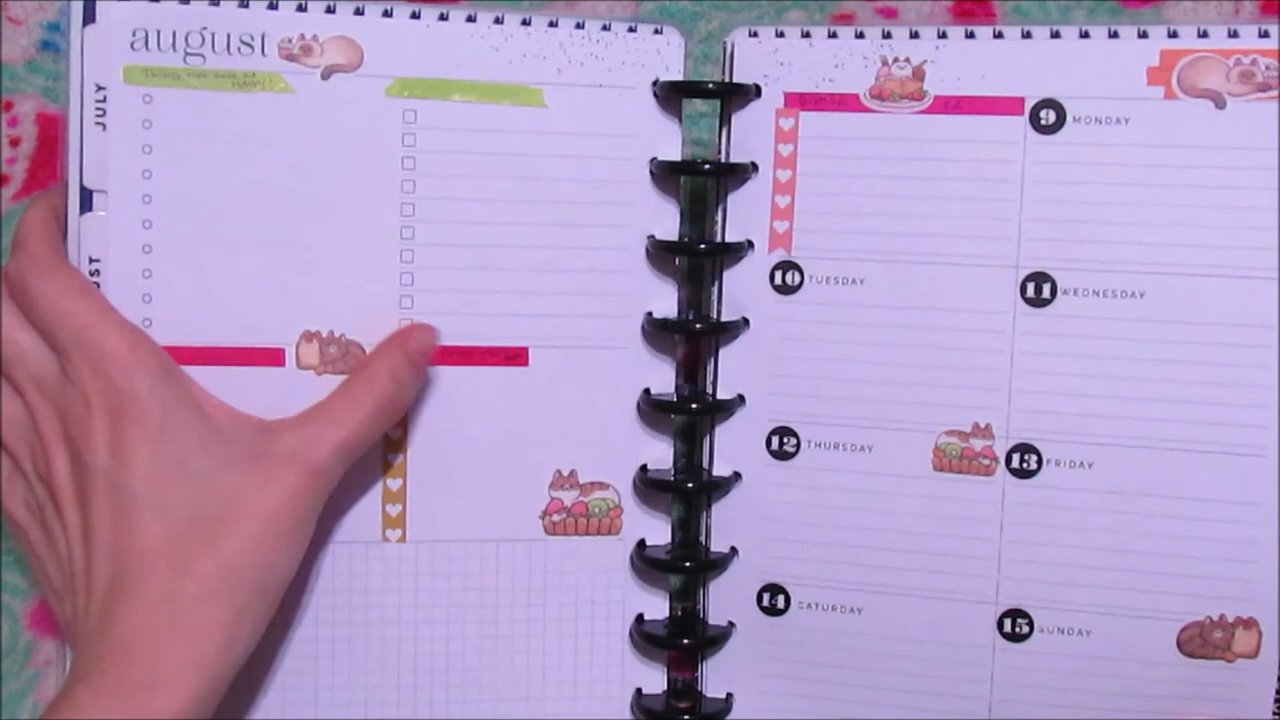 august
JULY
UST
9 MONDAY
10 TUESDAY
11 WEDNESDAY
12 THURSDAY
13 FRIDAY
14 SATURDAY
15 SUNDAY